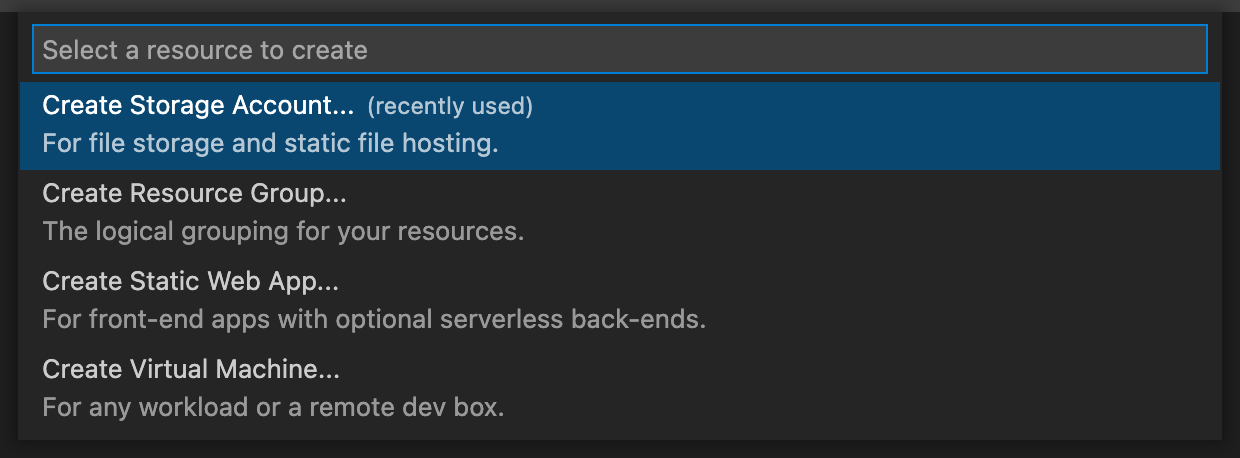 Select a resource to create
Create Storage Account... (recently used)
For file storage and static file hosting.
Create Resource Group...
The logical grouping for your resources.
Create Static Web App...
For front-end apps with optional serverless back-ends.
Create Virtual Machine...
For any workload or a remote dev box.